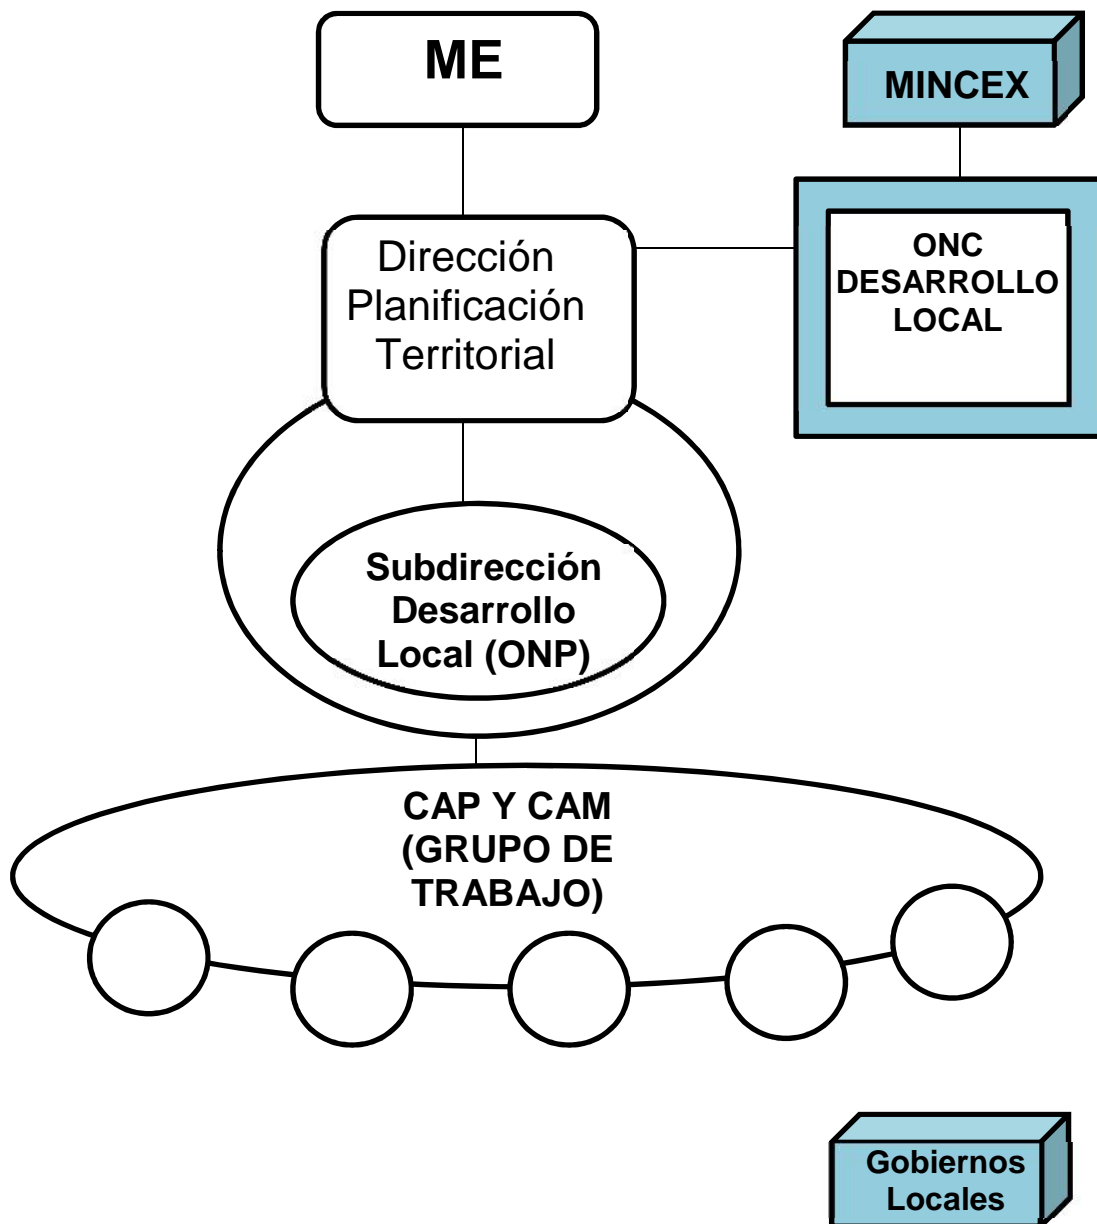 ME
MINCEX
Dirección
Planificación
Territorial
ONC
DESARROLLO
LOCAL
Subdirección
Desarrollo
Local (ONP)
CAP Y CAM
(GRUPO DE
TRABAJO)
Gobiernos
Locales